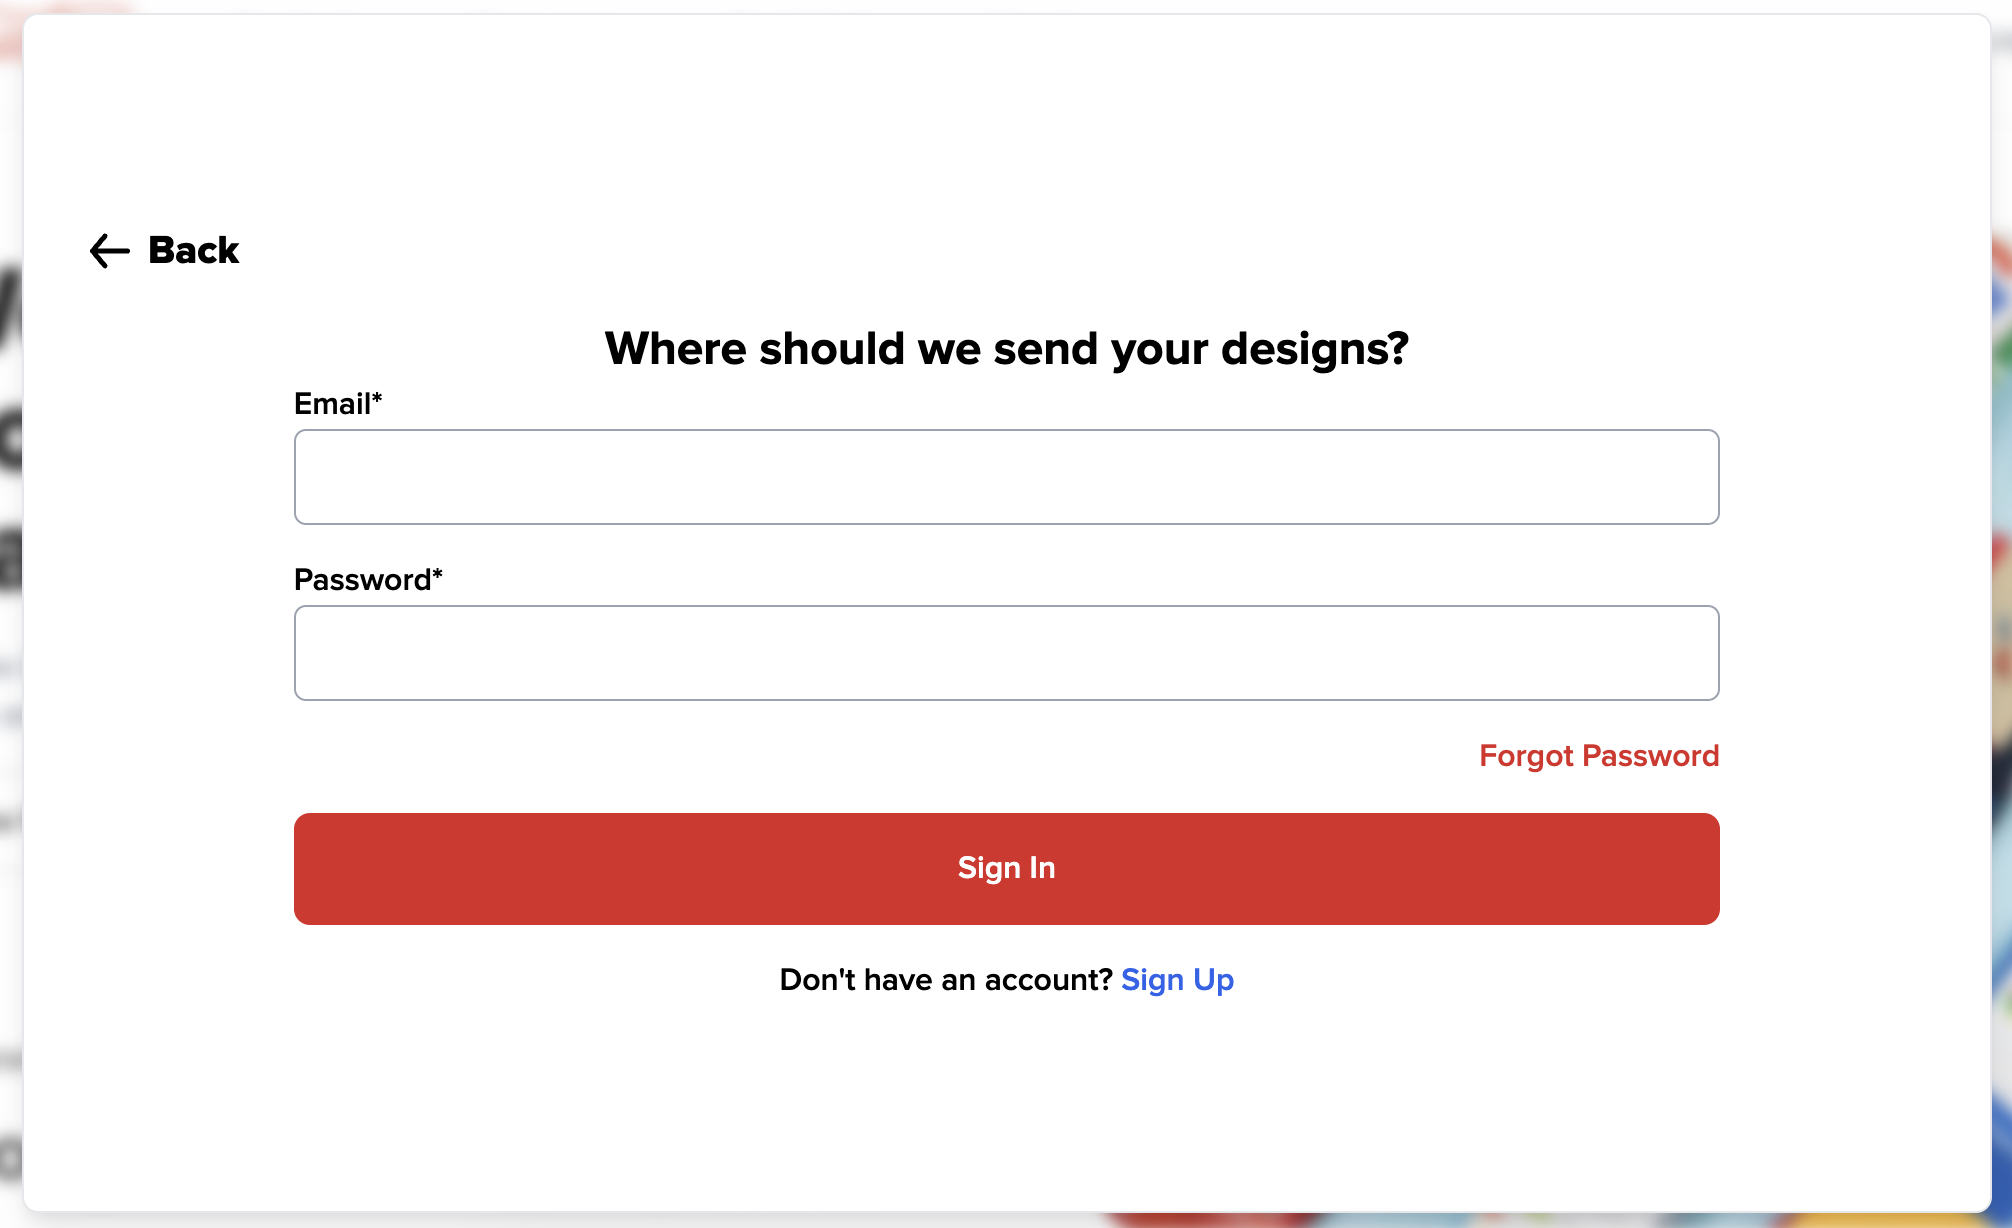 Back
Where should we send your designs?
Email*
Password*
Forgot Password
Sign In
Don't have an account? Sign Up